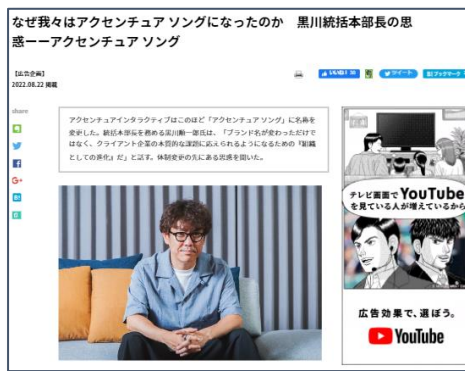 なぜ我々はアクセンチュア ソングになったのか　黒川統括本部長の思
惑ーーアクセンチュア ソング
【広告企画】
2022.08.22 掲載
ツイート
B!ブックマーク
share
アクセンチュアインタラクティブはこのほど「アクセンチュア ソング」に名称を
変更した。統括本部長を務める黒川順一郎氏は、「ブランド名が変わっただけで
はなく、クライアント企業の本質的な課題に応えられるようになるための『組織
としての進化』だ」と話す。体制変更の先にある思惑を聞いた。
テレビ画面で YouTube
を見ている人が増えているから
広告効果で、選ぼう。
YouTube